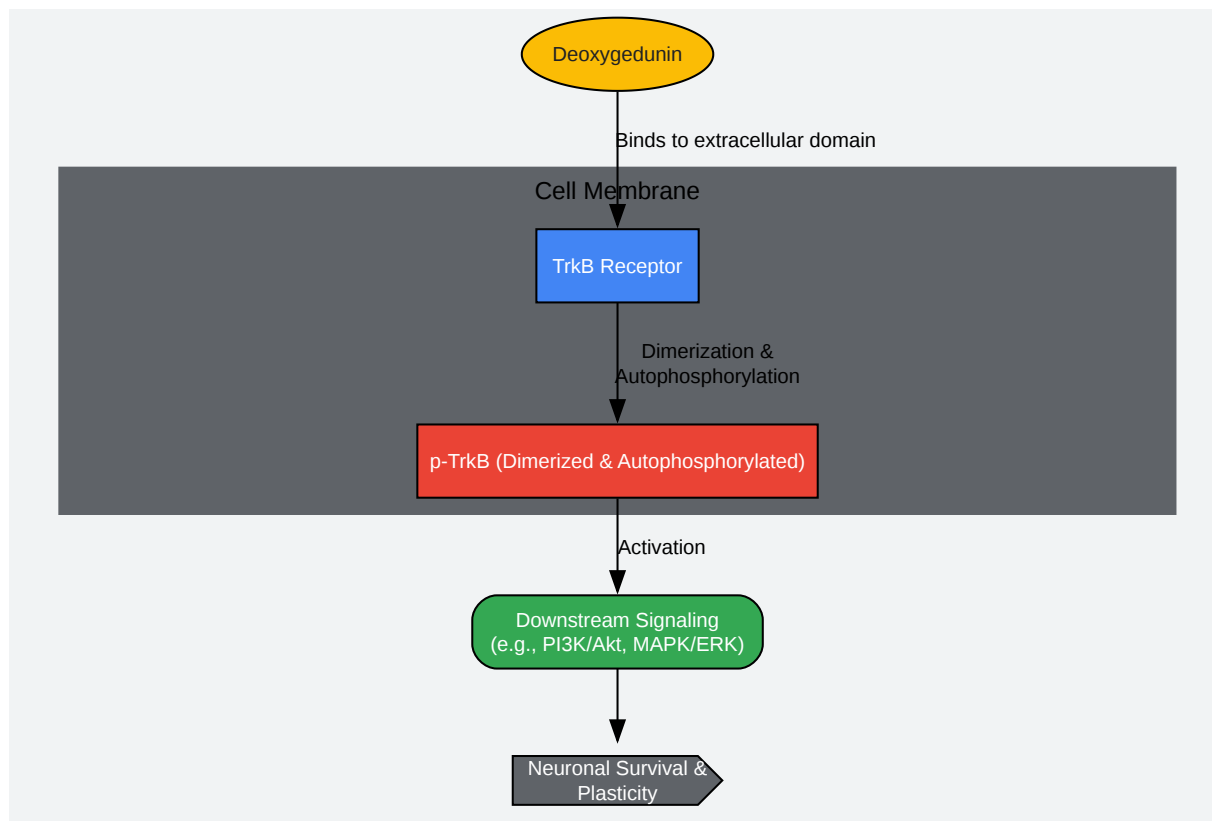 Deoxygedunin
Binds to extracellular domain
Cell Membrane
TrkB Receptor
Dimerization &
Autophosphorylation
p-TrkB (Dimerized & Autophosphorylated)
Activation
Downstream Signaling
(e.g., PI3K/Akt, MAPK/ERK)
Neuronal Survival &
Plasticity